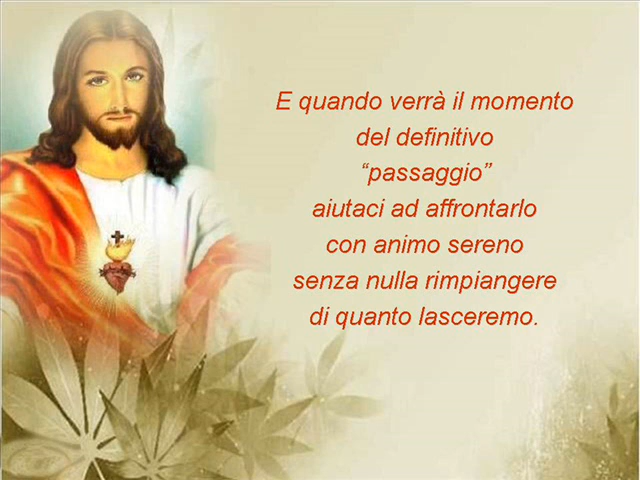 E quando verrà il momento
del definitivo
“passaggio”
aiutaci ad affrontarlo
con animo sereno
senza nulla rimpiangere
di quanto lasceremo.